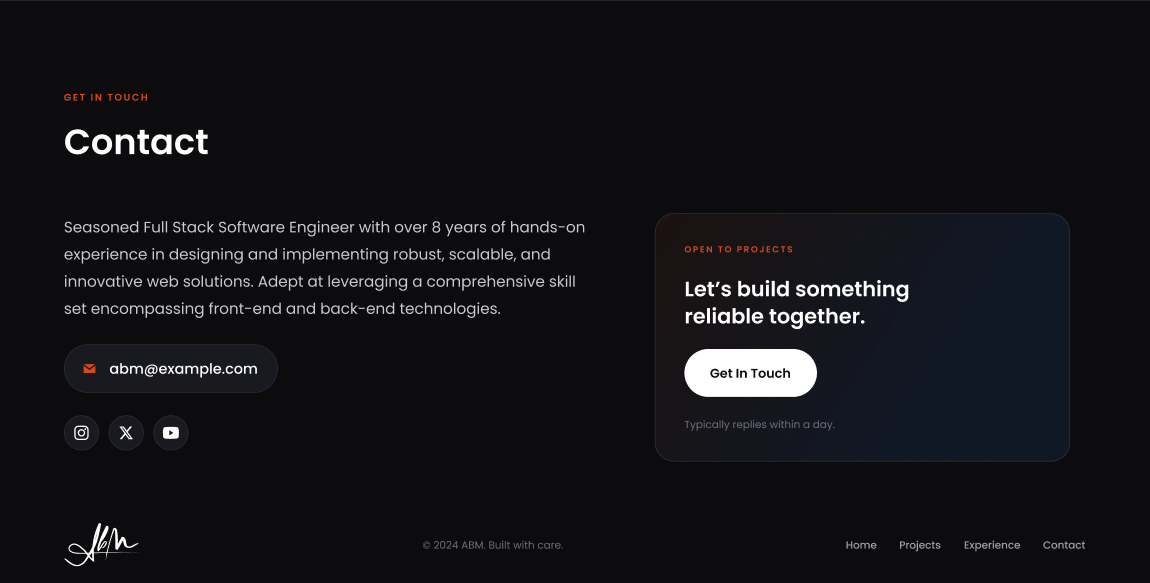 GET IN TOUCH
Contact
Seasoned Full Stack Software Engineer with over 8 years of hands-on
experience in designing and implementing robust, scalable, and
innovative web solutions. Adept at leveraging a comprehensive skill
set encompassing front-end and back-end technologies.
abm@example.com
OPEN TO PROJECTS
Let’s build something
reliable together.
Get In Touch
Typically replies within a day.
Abm
© 2024 ABM. Built with care.
Home Projects Experience Contact